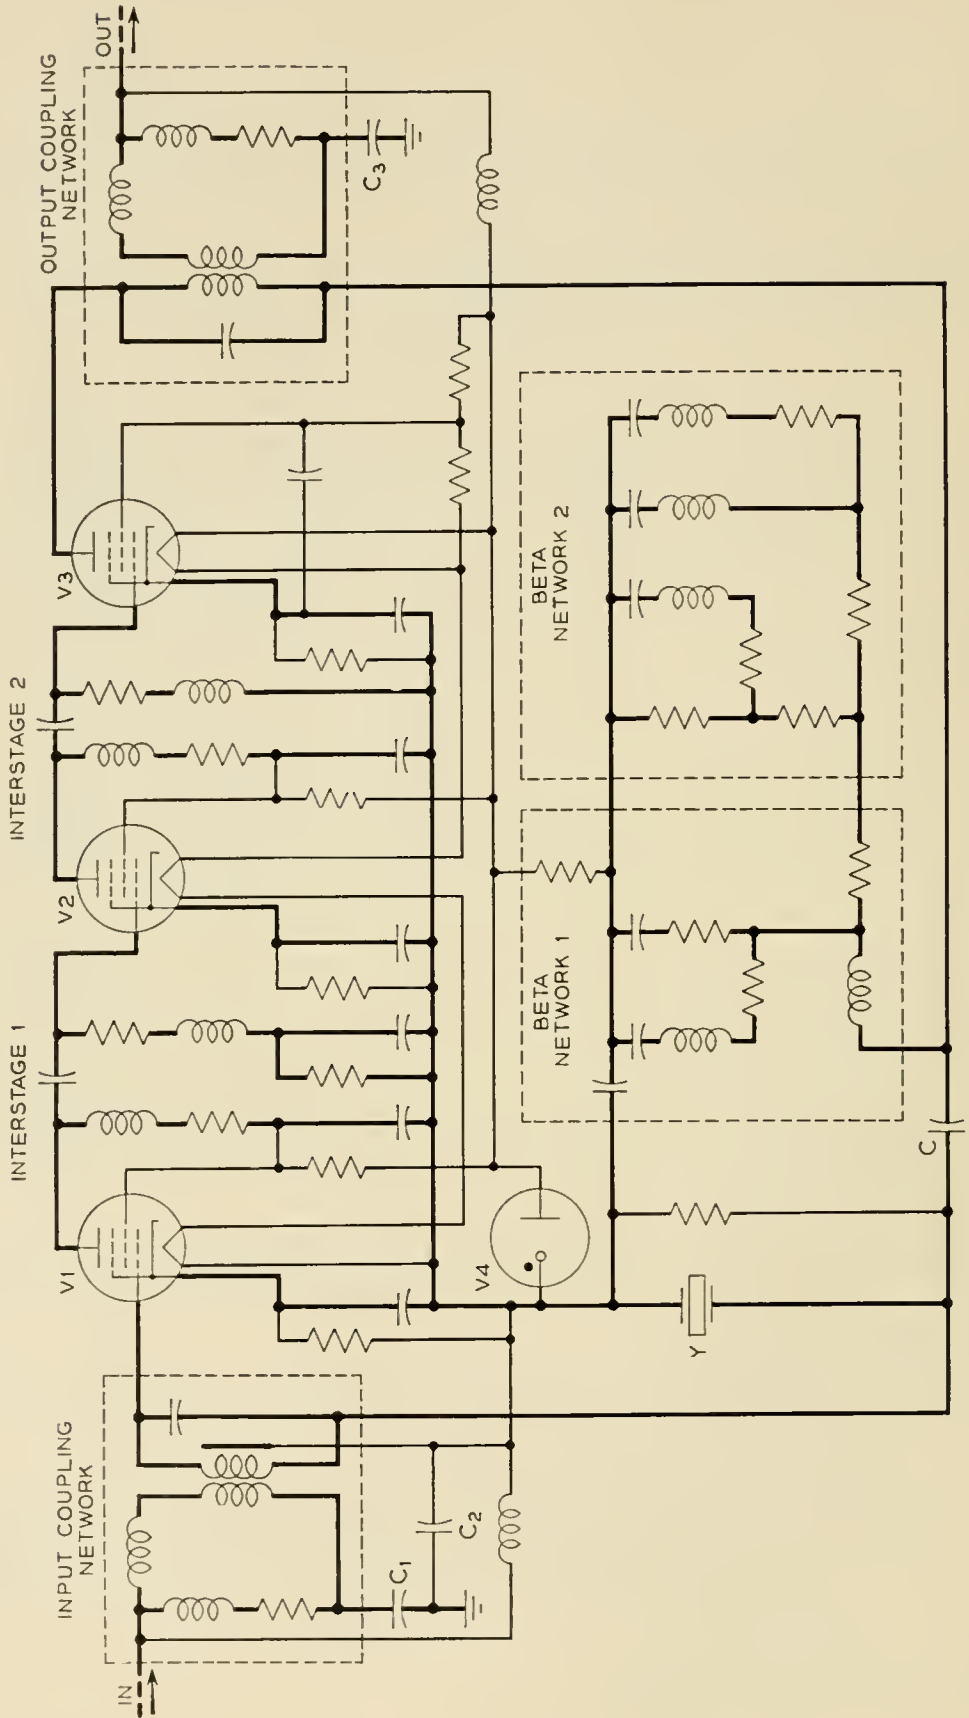 IN
INPUT COUPLING
NETWORK
C1
C2
V1
INTERSTAGE 1
V2
INTERSTAGE 2
V3
OUTPUT COUPLING
NETWORK
OUT
C3
V4
Y
C
BETA
NETWORK 1
BETA
NETWORK 2